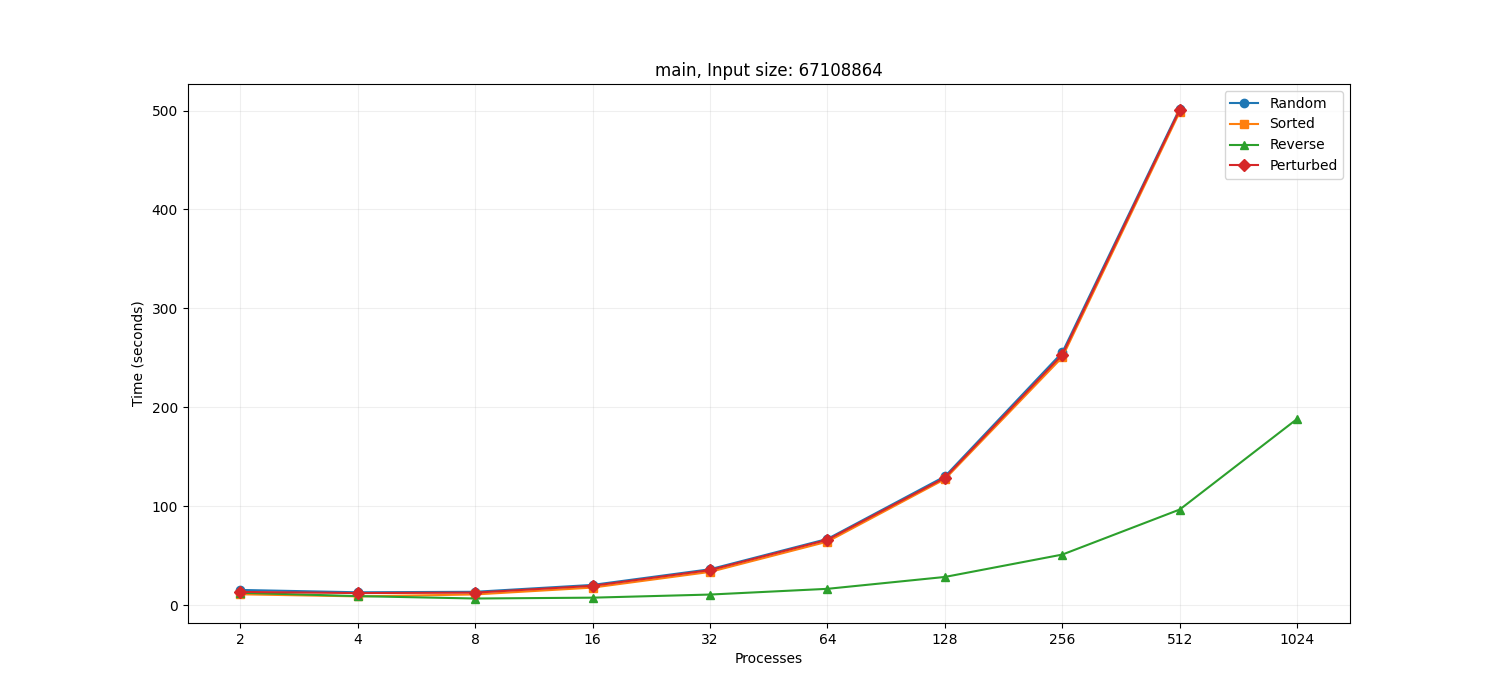 main, Input size: 67108864
Random
Sorted
Reverse
Perturbed
Time (seconds)
500
400
300
200
100
0
2 4 8 16 32 64 128 256 512 1024
Processes